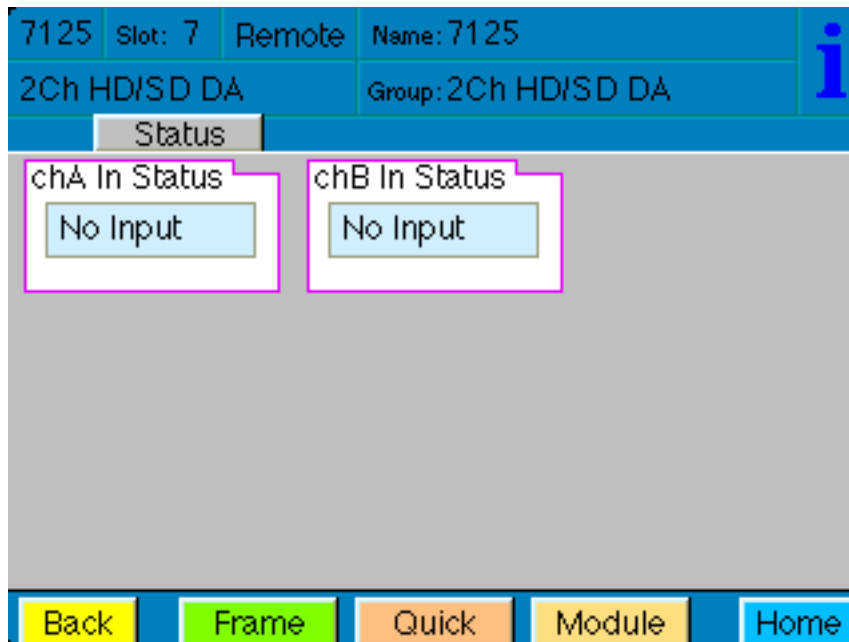 7125 Slot: 7 Remote Name: 7125
i
2Ch HD/SD DA Group: 2Ch HD/SD DA
Status
chA In Status chB In Status
No Input No Input
Back Frame Quick Module Home